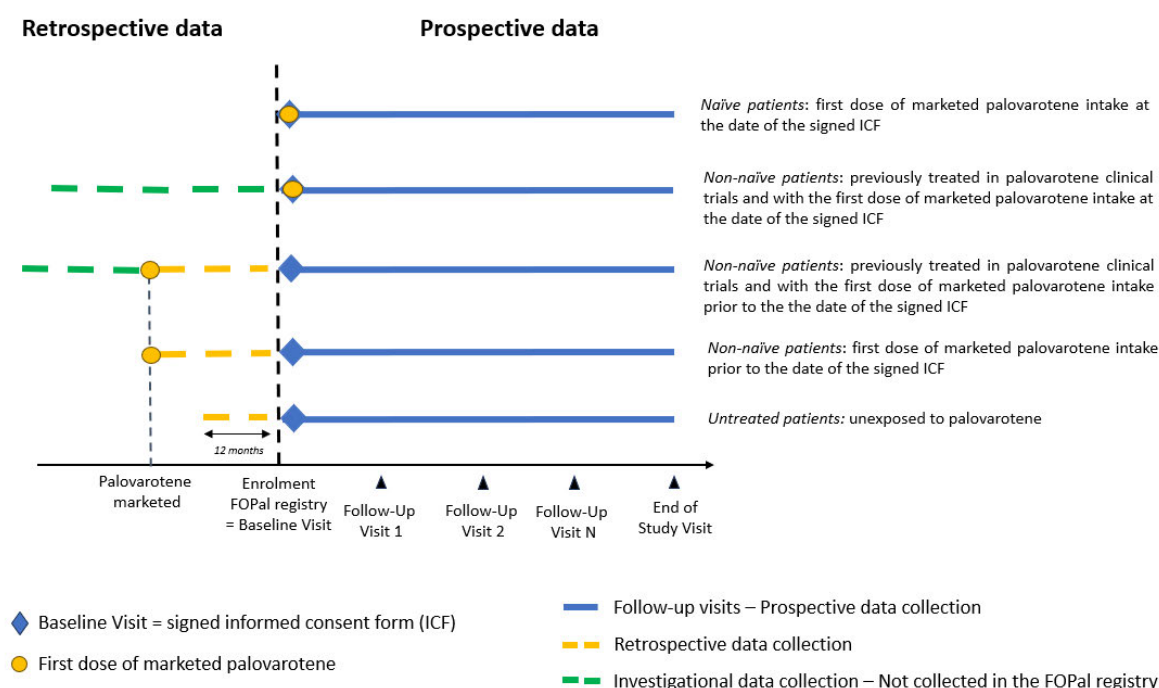 Retrospective data
Prospective data
Naïve patients: first dose of marketed palovarotene intake at
the date of the signed ICF
Non-naïve patients: previously treated in palovarotene clinical
trials and with the first dose of marketed palovarotene intake at
the date of the signed ICF
Non-naïve patients: previously treated in palovarotene clinical
trials and with the first dose of marketed palovarotene intake
prior to the the date of the signed ICF
Non-naïve patients: first dose of marketed palovarotene intake
prior to the date of the signed ICF
Untreated patients: unexposed to palovarotene
12 months
Palovarotene
marketed
Enrolment
FOPal registry
= Baseline Visit
Follow-Up
Visit 1
Follow-Up
Visit 2
Follow-Up
Visit N
End of
Study Visit
Baseline Visit = signed informed consent form (ICF)
First dose of marketed palovarotene
Follow-up visits – Prospective data collection
Retrospective data collection
Investigational data collection – Not collected in the FOPal registry